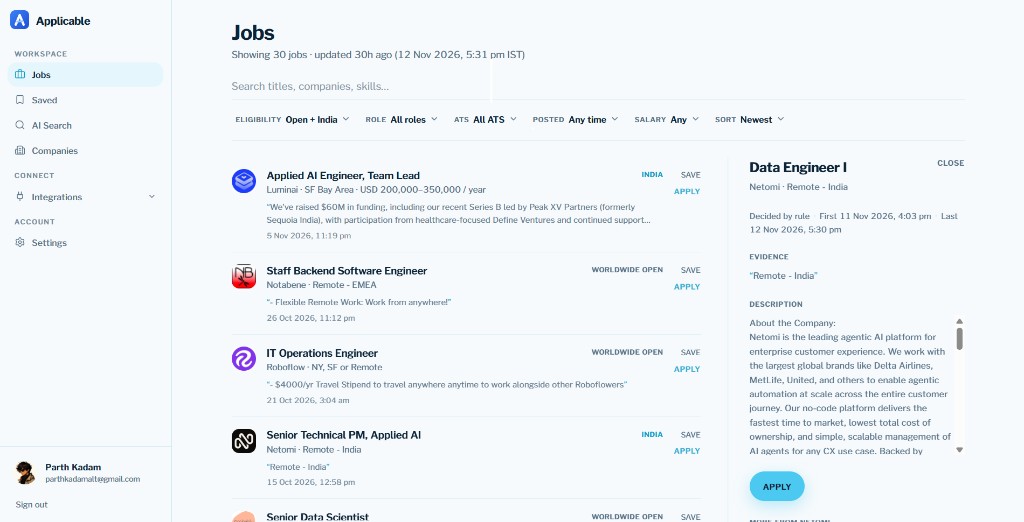 Applicable
WORKSPACE
Jobs
Saved
AI Search
Companies
CONNECT
Integrations
ACCOUNT
Settings
Parth Kadam
parthkadamatt@gmail.com
Sign out
Jobs
Showing 30 jobs · updated 30h ago (12 Nov 2026, 5:31 pm IST)
Search titles, companies, skills...
ELIGIBILITY Open + India ROLE All roles ATS All ATS POSTED Any time SALARY Any SORT Newest
Applied AI Engineer, Team Lead INDIA SAVE
Luminai · SF Bay Area · USD 200,000–350,000 / year APPLY
"We've raised $60M in funding, including our recent Series B led by Peak XV Partners (formerly
Sequoia India), with participation from healthcare-focused Define Ventures and continued support...
5 Nov 2026, 11:19 pm
NB
Staff Backend Software Engineer WORLDWIDE OPEN SAVE
Notabene · Remote - EMEA APPLY
"- Flexible Remote Work: Work from anywhere!"
26 Oct 2026, 11:12 pm
IT Operations Engineer WORLDWIDE OPEN SAVE
Roboflow · NY, SF or Remote APPLY
"- $4000/yr Travel Stipend to travel anywhere anytime to work alongside other Roboflowers"
21 Oct 2026, 3:04 am
Senior Technical PM, Applied AI INDIA SAVE
Netomi · Remote - India APPLY
"Remote - India"
15 Oct 2026, 12:58 pm
Senior Data Scientist WORLDWIDE OPEN SAVE
Data Engineer I CLOSE
Netomi · Remote - India
Decided by rule First 11 Nov 2026, 4:03 pm Last
12 Nov 2026, 5:30 pm
EVIDENCE
"Remote - India"
DESCRIPTION
About the Company:
Netomi is the leading agentic AI platform for
enterprise customer experience. We work with
the largest global brands like Delta Airlines,
MetLife, United, and others to enable agentic
automation at scale across the entire customer
journey. Our no-code platform delivers the
fastest time to market, lowest total cost of
ownership, and simple, scalable management of
AI agents for any CX use case. Backed by
APPLY
MORE FROM NETOMI